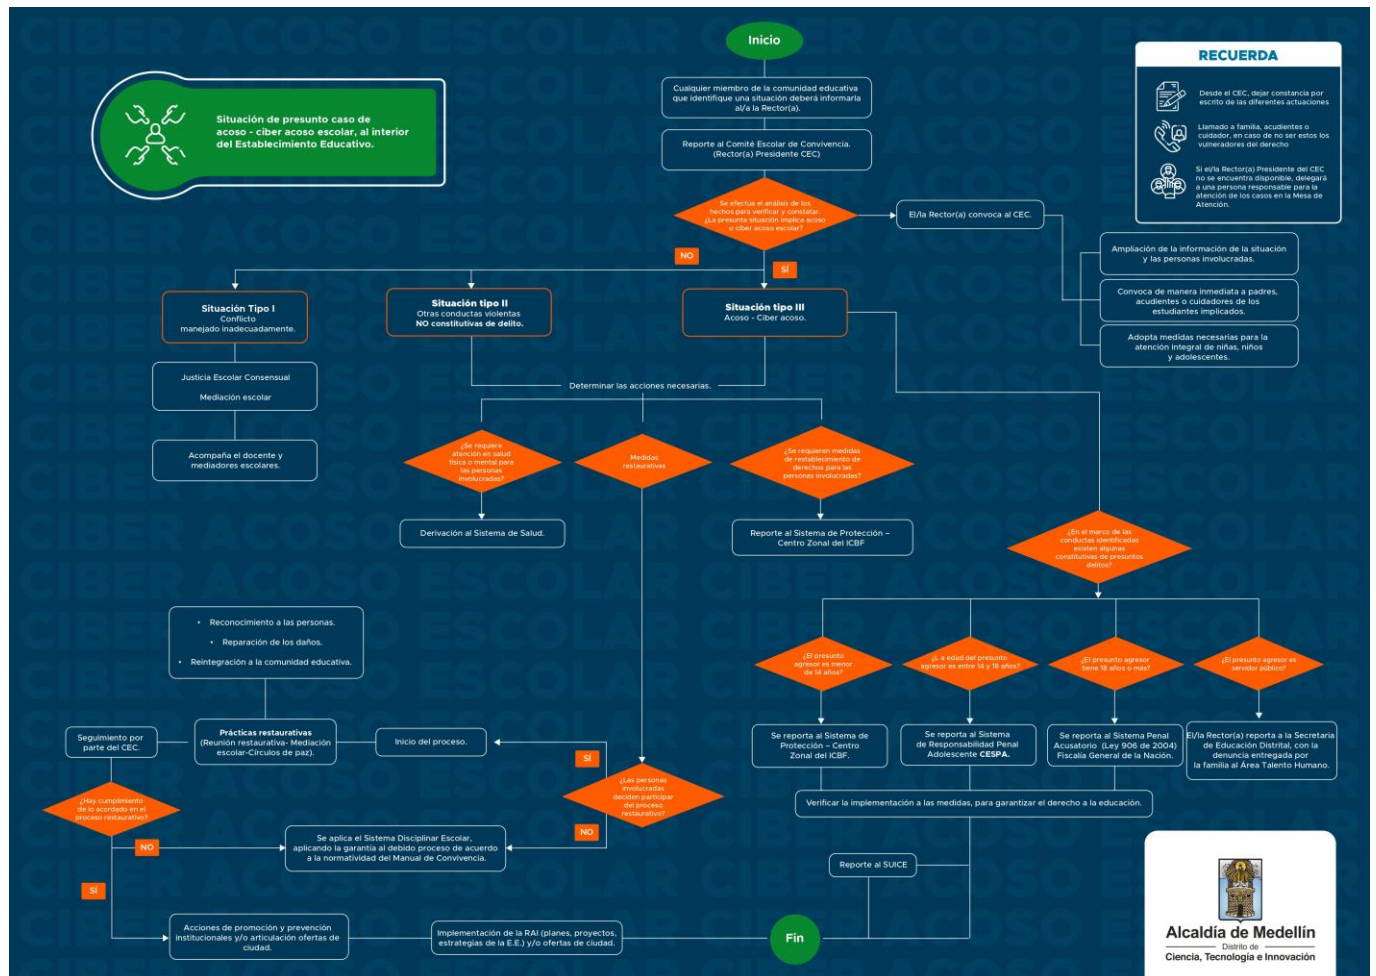 CIBER ACOSO ESCOLAR
Inicio
Situación de presunto caso de
acoso - ciber acoso escolar, al interior
del Establecimiento Educativo.
Cualquier miembro de la comunidad educativa
que identifique una situación deberá informarla
al/a la Rector(a).
Reporte al Comité Escolar de Convivencia.
(Rector(a) Presidente CEC)
Se efectúa el análisis de los
hechos para verificar y constatar.
¿La presunta situación implica acoso
o ciber acoso escolar?
El/la Rector(a) convoca al CEC.
RECUERDA
Desde el CEC, dejar constancia por
escrito de las diferentes actuaciones
Llamado a familia, acudientes o
cuidador, en caso de no ser estos los
vulneradores del derecho
Si el/la Rector(a) Presidente del CEC
no se encuentra disponible, delegará
a una persona responsable para la
atención de los casos en la Mesa de
Atención.
Ampliación de la información de la situación
y las personas involucradas.
Convoca de manera inmediata a padres,
acudientes o cuidadores de los
estudiantes implicados.
Adopta medidas necesarias para la
atención integral de niñas, niños
y adolescentes.
NO
SÍ
Situación Tipo I
Conflicto
manejado inadecuadamente.
Situación tipo II
Otras conductas violentas
NO constitutivas de delito.
Situación tipo III
Acoso - Ciber acoso.
Justicia Escolar Consensual
Mediación escolar
Acompaña el docente y
mediadores escolares.
Determinar las acciones necesarias.
¿Se requiere
atención en salud
física o mental para
las personas
involucradas?
Medidas
restaurativas
¿Se requieren medidas
de restablecimiento de
derechos para las
personas involucradas?
Derivación al Sistema de Salud.
Reporte al Sistema de Protección –
Centro Zonal del ICBF
¿En el marco de las
conductas identificadas
existen algunas
constitutivas de presuntos
delitos?
• Reconocimiento a las personas.
• Reparación de los daños.
• Reintegración a la comunidad educativa.
¿El presunto
agresor es menor
de 14 años?
¿L a edad del presunto
agresor es entre 14 y 18 años?
¿El presunto agresor
tiene 18 años o más?
¿El presunto agresor es
servidor público?
Seguimiento por
parte del CEC.
Prácticas restaurativas
(Reunión restaurativa- Mediación
escolar-Círculos de paz).
Inicio del proceso.
SÍ
Se reporta al Sistema de
Protección – Centro
Zonal del ICBF.
Se reporta al Sistema
de Responsabilidad Penal
Adolescente CESPA.
Se reporta al Sistema Penal
Acusatorio (Ley 906 de 2004)
Fiscalía General de la Nación.
El/la Rector(a) reporta a la Secretaria
de Educación Distrital, con la
denuncia entregada por
la familia al Área Talento Humano.
¿Hay cumplimiento
de lo acordado en el
proceso restaurativo?
¿Las personas
involucradas
deciden participar
del proceso
restaurativo?
Verificar la implementación a las medidas, para garantizar el derecho a la educación.
NO
NO
Se aplica el Sistema Disciplinar Escolar,
aplicando la garantía al debido proceso de acuerdo
a la normatividad del Manual de Convivencia.
SÍ
Reporte al SUICE
Acciones de promoción y prevención
institucionales y/o articulación ofertas de
ciudad.
Implementación de la RAI (planes, proyectos,
estrategias de la E.E.) y/o ofertas de ciudad.
Fin
Alcaldía de Medellín
Distrito de
Ciencia, Tecnología e Innovación